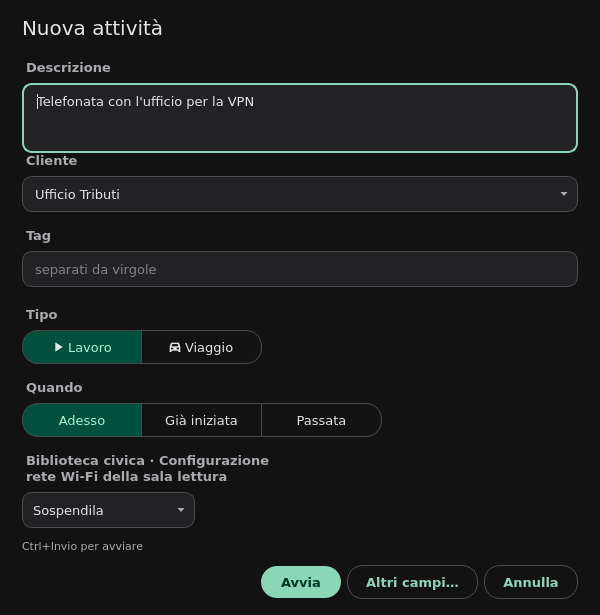 Nuova attività
Descrizione
Telefonata con l'ufficio per la VPN
Cliente
Ufficio Tributi
Tag
separati da virgole
Tipo
Lavoro
Viaggio
Quando
Adesso
Già iniziata
Passata
Biblioteca civica · Configurazione
rete Wi-Fi della sala lettura
Sospendila
Ctrl+Invio per avviare
Avvia
Altri campi...
Annulla